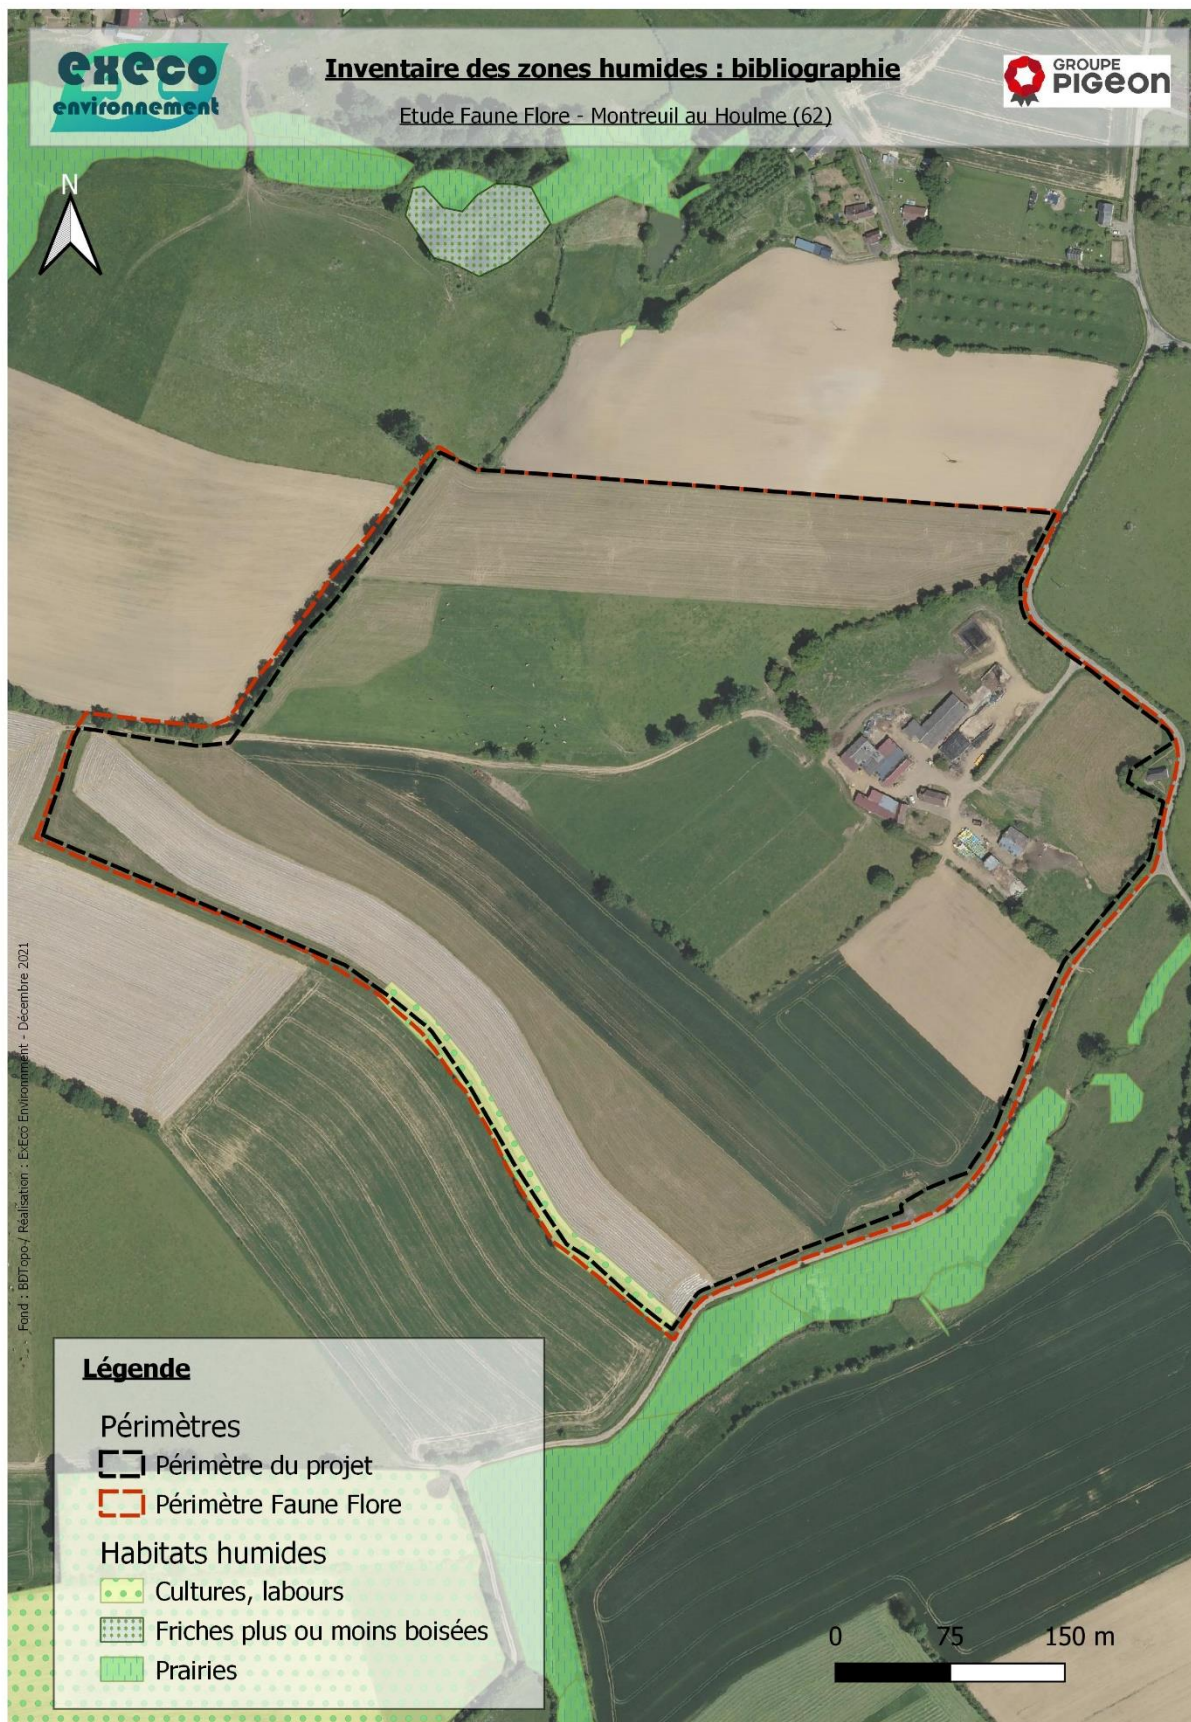 execo
environnement
Inventaire des zones humides : bibliographie
Etude Faune Flore - Montreuil au Houlme (62)
GROUPE
PIGEON
N
Fond : BDTopo / Réalisation : ExEco Environnment - Décembre 2021
Légende
Périmètres
Périmètre du projet
Périmètre Faune Flore
Habitats humides
Cultures, labours
Friches plus ou moins boisées
Prairies
0 75 150 m